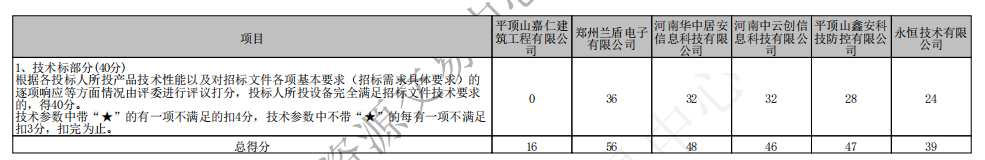 项目
平顶山嘉仁建
筑工程有限公
司
郑州兰盾电子
有限公司
河南华中居安
信息科技有限
公司
河南中云创信
息科技有限公
司
平顶山鑫安科
技防控有限公
司
永恒技术有限
公司
1、技术标部分(40分)
根据各投标人所投产品技术性能以及对招标文件各项基本要求（招标需求具体要求）的
逐项响应等方面情况由评委进行评议打分，投标人所投设备完全满足招标文件技术要求
的，得40分。
技术参数中带“★”的有一项不满足的扣4分，技术参数中不带“★”的每有一项不满足
扣3分，扣完为止。
0
36
32
32
28
24
总得分
16
56
48
46
47
39
资源交易中心
中心